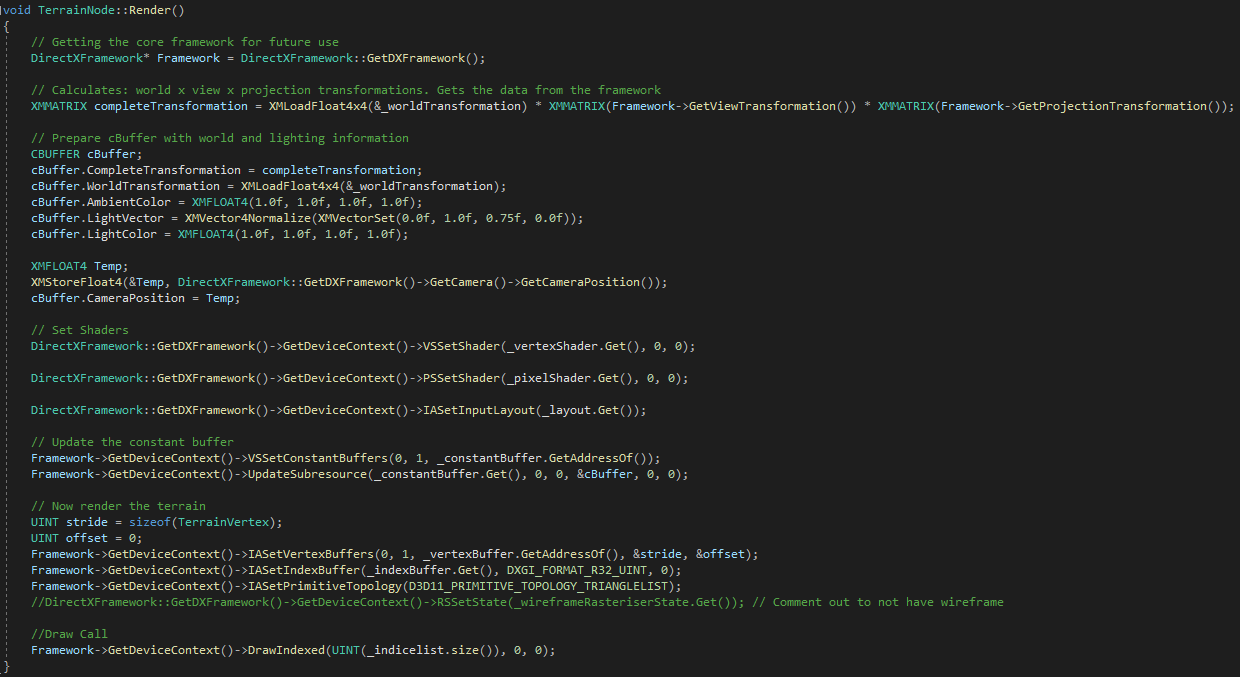 void TerrainNode::Render()
{
// Getting the core framework for future use
DirectXFramework* Framework = DirectXFramework::GetDXFramework();
// Calculates: world x view x projection transformations. Gets the data from the framework
XMMATRIX completeTransformation = XMLoadFloat4x4(&_worldTransformation) * XMMATRIX(Framework->GetViewTransformation()) * XMMATRIX(Framework->GetProjectionTransformation());
// Prepare cBuffer with world and lighting information
CBUFFER cBuffer;
cBuffer.CompleteTransformation = completeTransformation;
cBuffer.WorldTransformation = XMLoadFloat4x4(&_worldTransformation);
cBuffer.AmbientColor = XMFLOAT4(1.0f, 1.0f, 1.0f, 1.0f);
cBuffer.LightVector = XMVector4Normalize(XMVectorSet(0.0f, 1.0f, 0.75f, 0.0f));
cBuffer.LightColor = XMFLOAT4(1.0f, 1.0f, 1.0f, 1.0f);
XMFLOAT4 Temp;
XMStoreFloat4(&Temp, DirectXFramework::GetDXFramework()->GetCamera()->GetCameraPosition());
cBuffer.CameraPosition = Temp;
// Set Shaders
DirectXFramework::GetDXFramework()->GetDeviceContext()->VSSetShader(_vertexShader.Get(), 0, 0);
DirectXFramework::GetDXFramework()->GetDeviceContext()->PSSetShader(_pixelShader.Get(), 0, 0);
DirectXFramework::GetDXFramework()->GetDeviceContext()->IASetInputLayout(_layout.Get());
// Update the constant buffer
Framework->GetDeviceContext()->VSSetConstantBuffers(0, 1, _constantBuffer.GetAddressOf());
Framework->GetDeviceContext()->UpdateSubresource(_constantBuffer.Get(), 0, 0, &cBuffer, 0, 0);
// Now render the terrain
UINT stride = sizeof(TerrainVertex);
UINT offset = 0;
Framework->GetDeviceContext()->IASetVertexBuffers(0, 1, _vertexBuffer.GetAddressOf(), &stride, &offset);
Framework->GetDeviceContext()->IASetIndexBuffer(_indexBuffer.Get(), DXGI_FORMAT_R32_UINT, 0);
Framework->GetDeviceContext()->IASetPrimitiveTopology(D3D11_PRIMITIVE_TOPOLOGY_TRIANGLELIST);
//DirectXFramework::GetDXFramework()->GetDeviceContext()->RSSetState(_wireframeRasteriserState.Get()); // Comment out to not have wireframe
//Draw Call
Framework->GetDeviceContext()->DrawIndexed(UINT(_indicelist.size()), 0, 0);
}